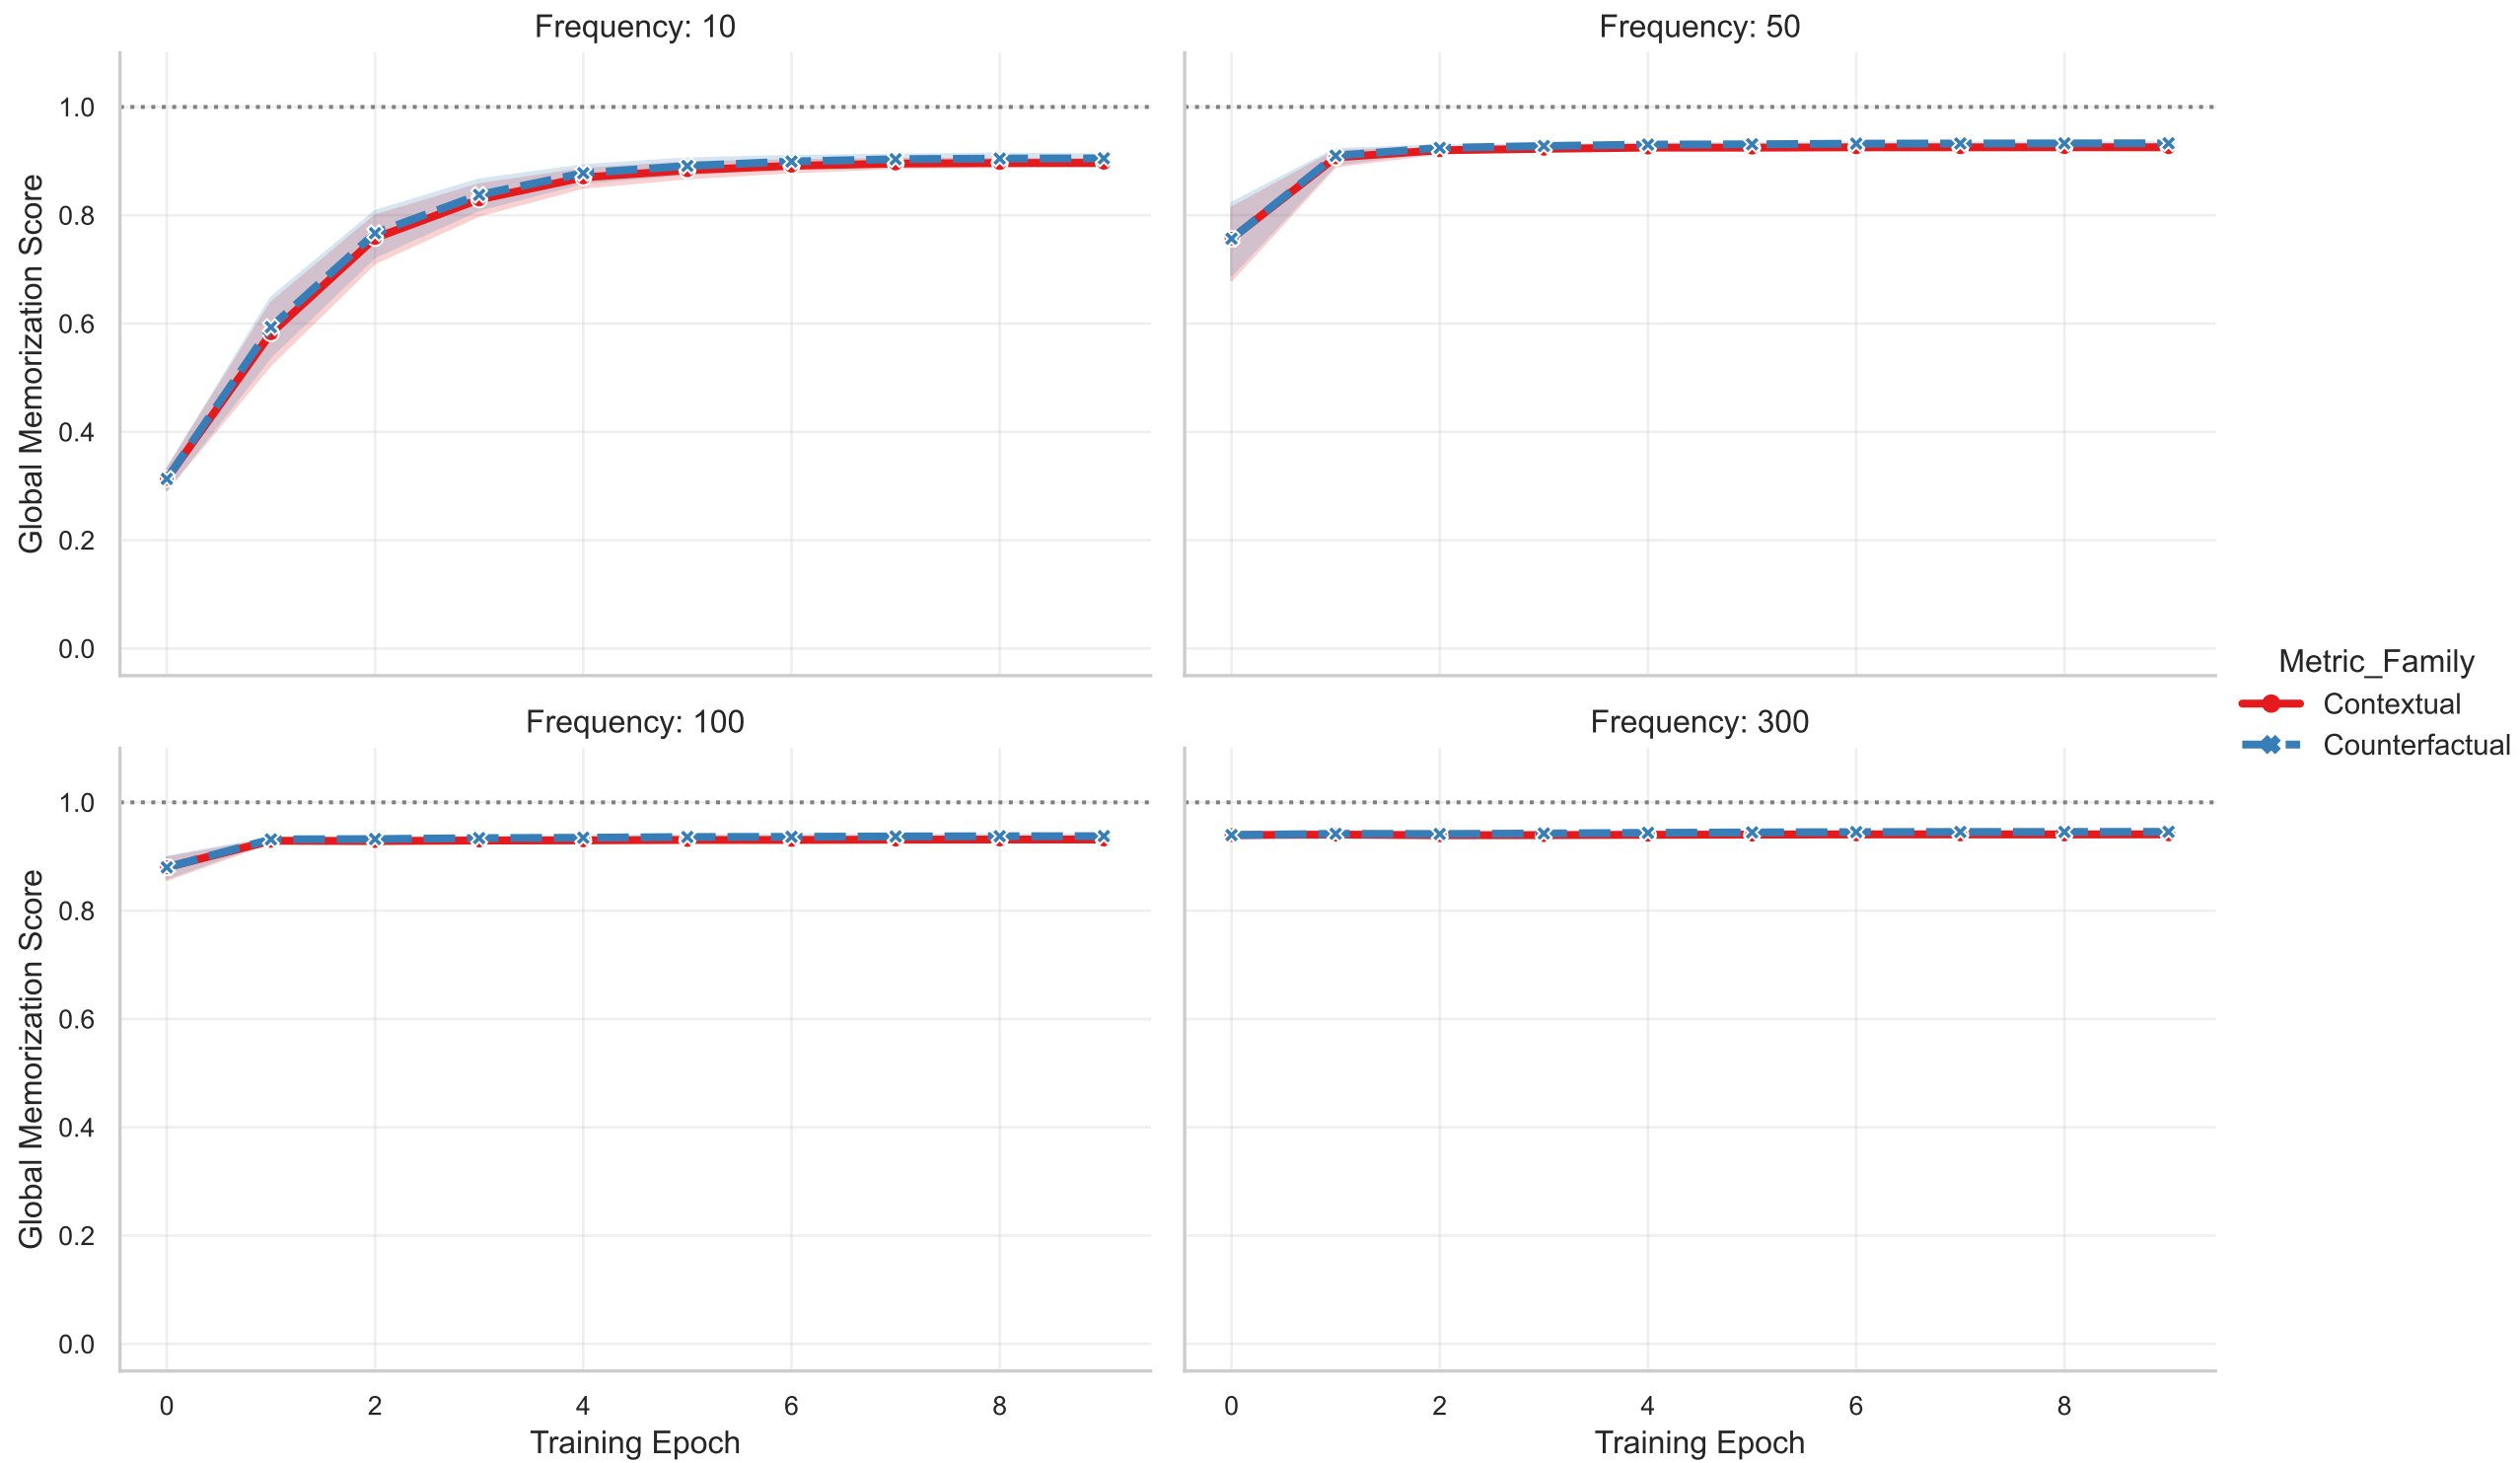 Frequency: 10
Frequency: 50
Global Memorization Score
1.0
0.8
0.6
0.4
0.2
0.0
Metric_Family
Contextual
Counterfactual
Frequency: 100
Frequency: 300
Global Memorization Score
1.0
0.8
0.6
0.4
0.2
0.0
0 2 4 6 8
0 2 4 6 8
Training Epoch
Training Epoch